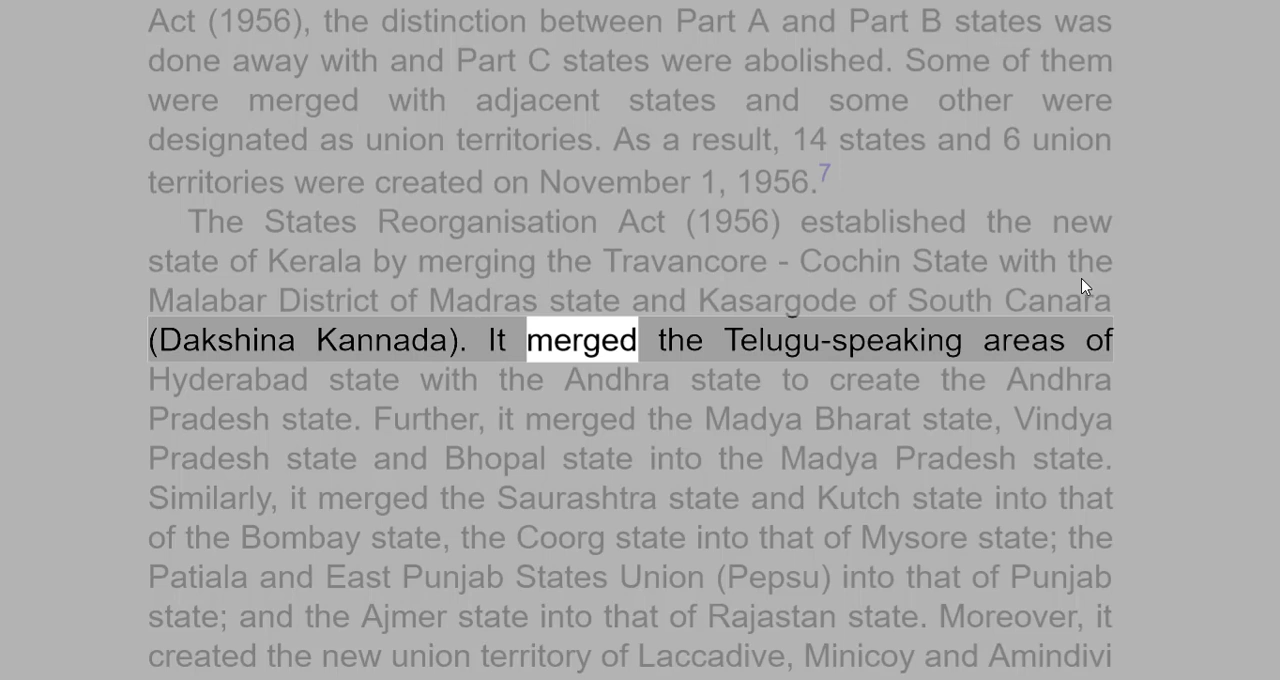 Act (1956), the distinction between Part A and Part B states was
done away with and Part C states were abolished. Some of them
were merged with adjacent states and some other were
designated as union territories. As a result, 14 states and 6 union
territories were created on November 1, 1956.7
The States Reorganisation Act (1956) established the new
state of Kerala by merging the Travancore - Cochin State with the
Malabar District of Madras state and Kasargode of South Canara
(Dakshina Kannada). It merged the Telugu-speaking areas of
Hyderabad state with the Andhra state to create the Andhra
Pradesh state. Further, it merged the Madya Bharat state, Vindya
Pradesh state and Bhopal state into the Madya Pradesh state.
Similarly, it merged the Saurashtra state and Kutch state into that
of the Bombay state, the Coorg state into that of Mysore state; the
Patiala and East Punjab States Union (Pepsu) into that of Punjab
state; and the Ajmer state into that of Rajastan state. Moreover, it
created the new union territory of Laccadive, Minicoy and Amindivi